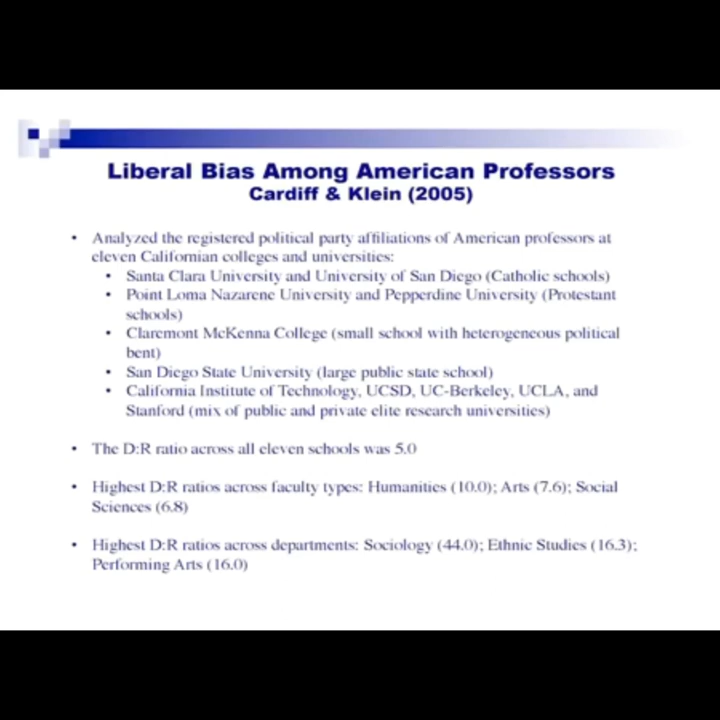 Liberal Bias Among American Professors
Cardiff & Klein (2005)
• Analyzed the registered political party affiliations of American professors at
eleven Californian colleges and universities:
• Santa Clara University and University of San Diego (Catholic schools)
• Point Loma Nazarene University and Pepperdine University (Protestant
schools)
• Claremont McKenna College (small school with heterogeneous political
bent)
• San Diego State University (large public state school)
• California Institute of Technology, UCSD, UC-Berkeley, UCLA, and
Stanford (mix of public and private elite research universities)
• The D:R ratio across all eleven schools was 5.0
• Highest D:R ratios across faculty types: Humanities (10.0); Arts (7.6); Social
Sciences (6.8)
• Highest D:R ratios across departments: Sociology (44.0); Ethnic Studies (16.3);
Performing Arts (16.0)